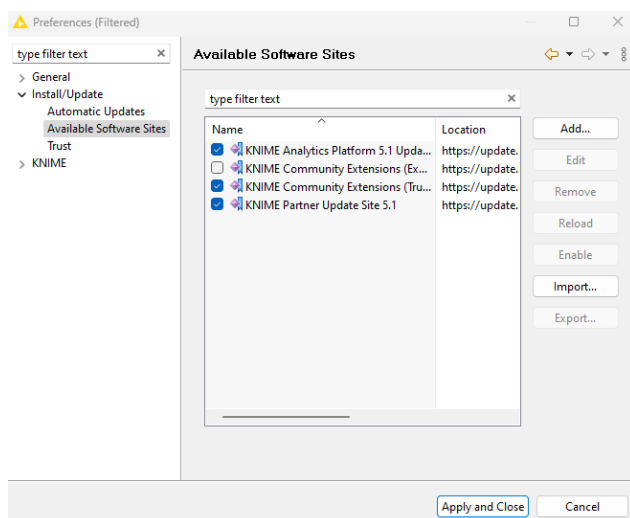 Preferences (Filtered)
type filter text
General
Install/Update
Automatic Updates
Available Software Sites
Trust
KNIME
Available Software Sites
type filter text
Name Location
KNIME Analytics Platform 5.1 Upda... https://update.
KNIME Community Extensions (Ex... https://update.
KNIME Community Extensions (Tru... https://update.
KNIME Partner Update Site 5.1 https://update.
Add...
Edit
Remove
Reload
Enable
Import...
Export...
Apply and Close Cancel